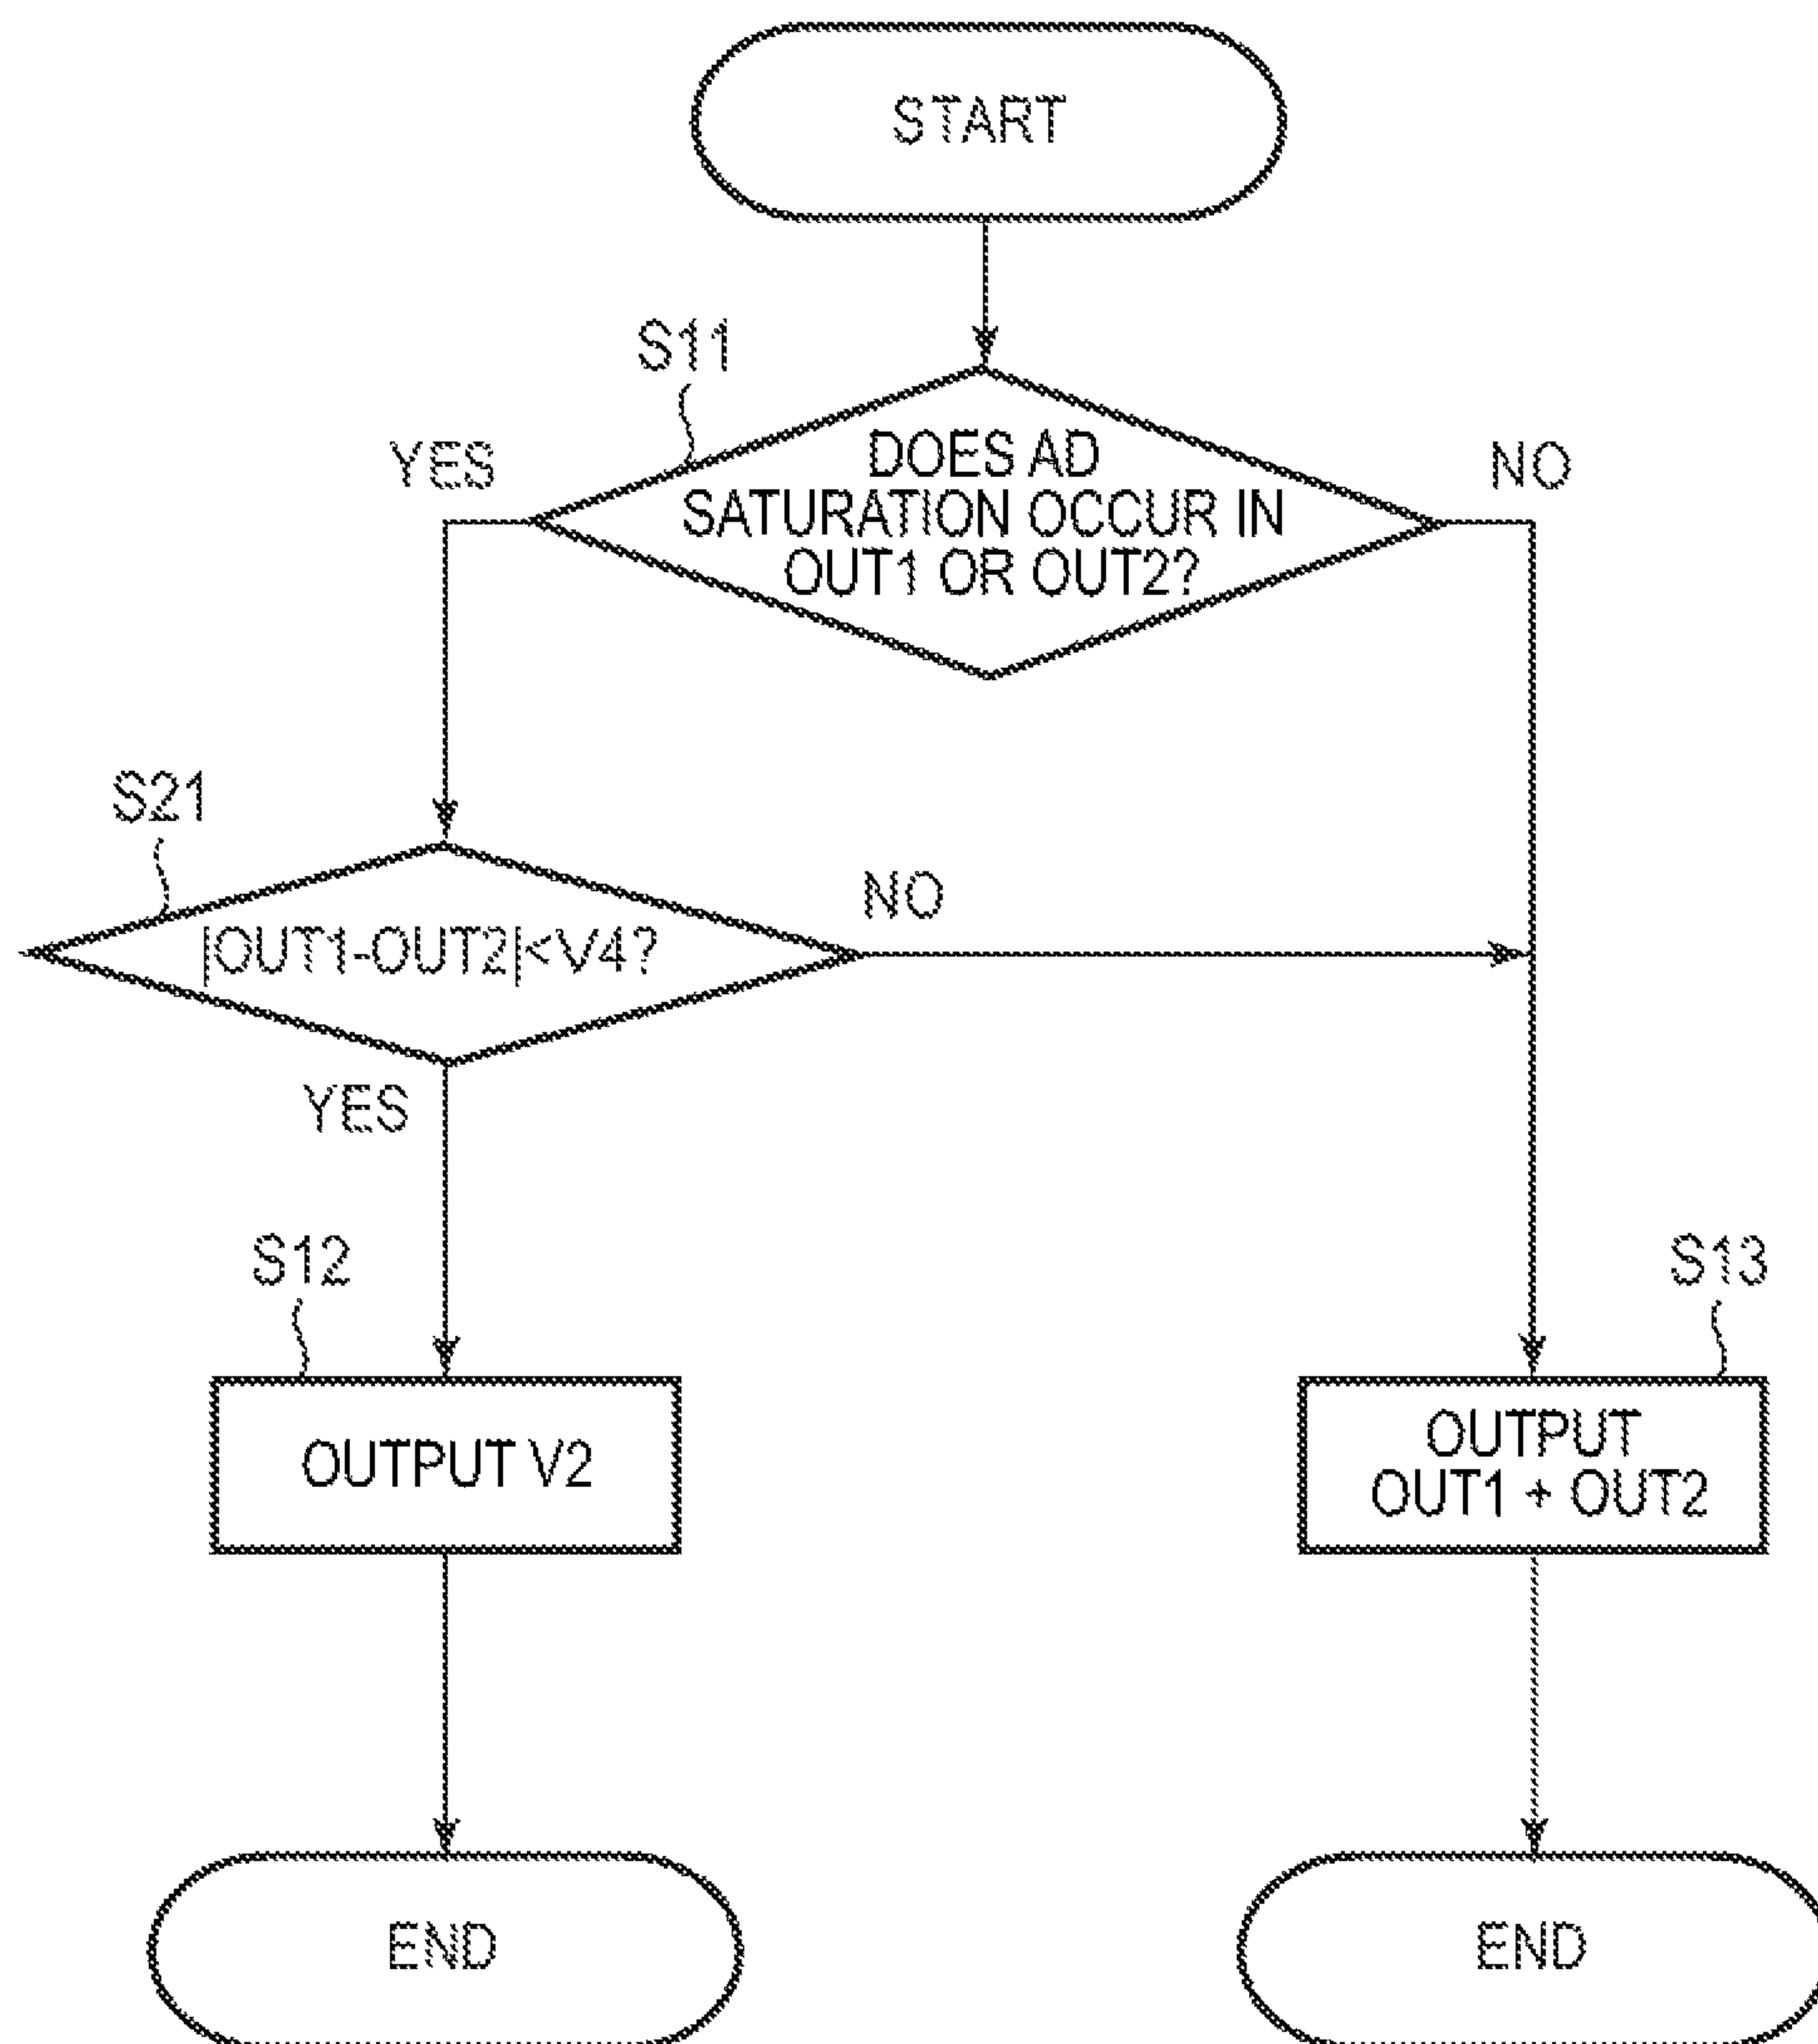 START
S11
YES
DOES AD
SATURATION OCCUR IN
OUT1 OR OUT2?
NO
S21
|OUT1-OUT2|<V4?
NO
YES
S12
OUTPUT V2
S13
OUTPUT
OUT1 + OUT2
END
END